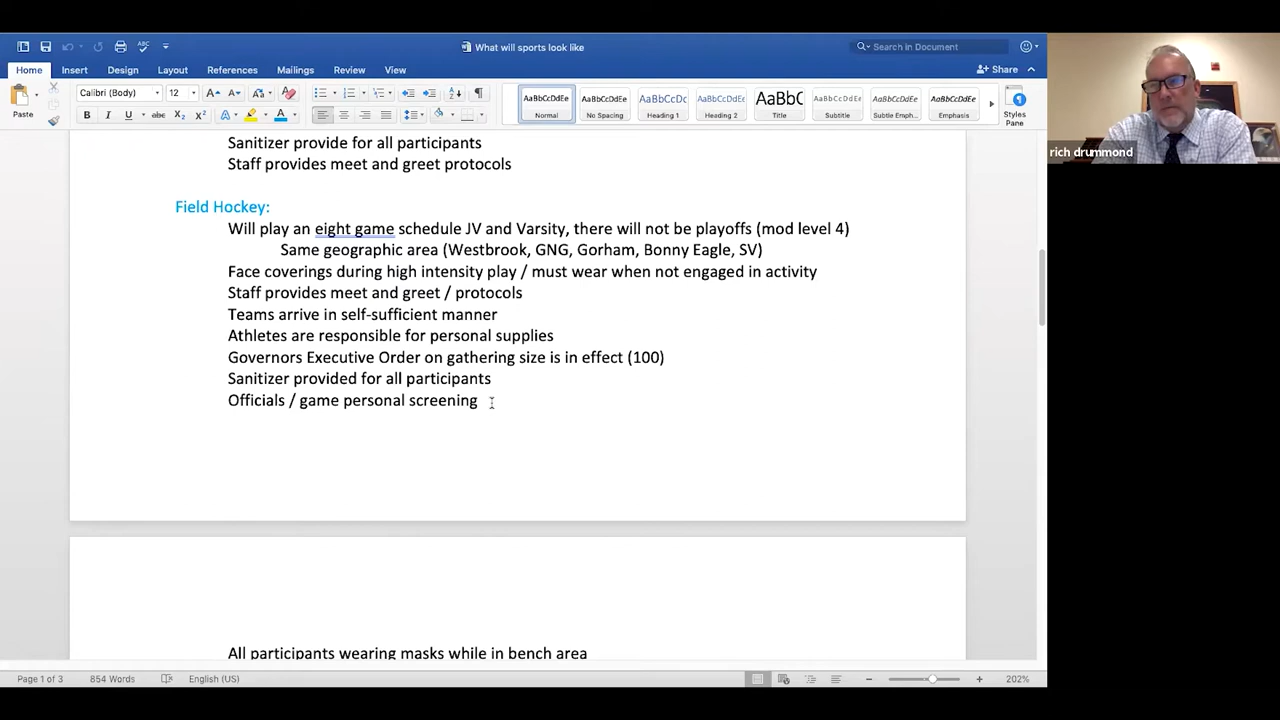 What will sports look like
Search in Document
Home
Insert
Design
Layout
References
Mailings
Review
View
Share
Paste
Calibri (Body)
12
AaBbCcDdEe
Normal
AaBbCcDdEe
No Spacing
AaBbCcDc
Heading 1
AaBbCcDdEe
Heading 2
AaBbC
Title
AaBbCcDdEe
Subtitle
AaBbCcDdEe
Subtle Emph...
AaBbCcDdEe
Emphasis
Styles
Pane
rich drummond
Sanitizer provide for all participants
Staff provides meet and greet protocols
Field Hockey:
Will play an eight game schedule JV and Varsity, there will not be playoffs (mod level 4)
Same geographic area (Westbrook, GNG, Gorham, Bonny Eagle, SV)
Face coverings during high intensity play / must wear when not engaged in activity
Staff provides meet and greet / protocols
Teams arrive in self-sufficient manner
Athletes are responsible for personal supplies
Governors Executive Order on gathering size is in effect (100)
Sanitizer provided for all participants
Officials / game personal screening
All participants wearing masks while in bench area
Page 1 of 3
854 Words
English (US)
202%